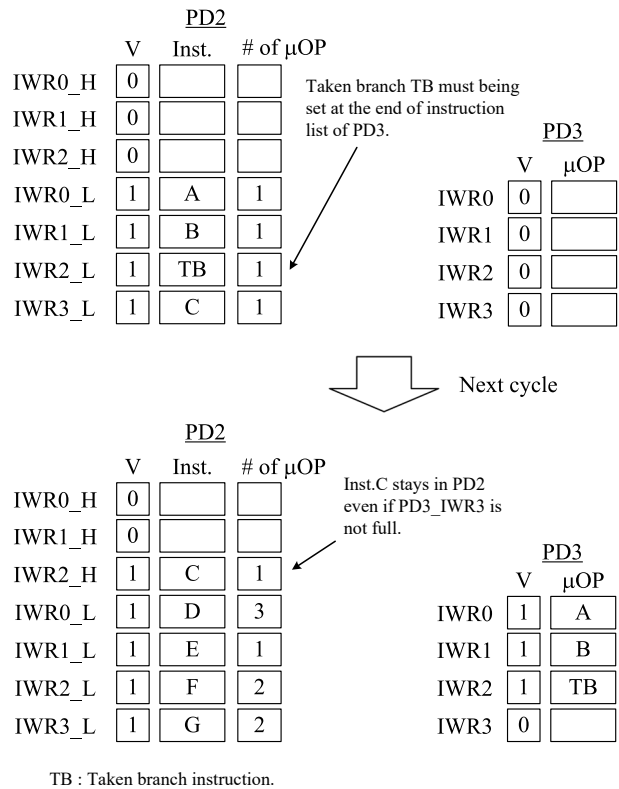 PD2
V Inst. # of μOP
IWR0_H 0
IWR1_H 0
IWR2_H 0
IWR0_L 1 A 1
IWR1_L 1 B 1
IWR2_L 1 TB 1
IWR3_L 1 C 1
Taken branch TB must being
set at the end of instruction
list of PD3.
PD3
V μOP
IWR0 0
IWR1 0
IWR2 0
IWR3 0
Next cycle
PD2
V Inst. # of μOP
IWR0_H 0
IWR1_H 0
IWR2_H 1 C 1
IWR0_L 1 D 3
IWR1_L 1 E 1
IWR2_L 1 F 2
IWR3_L 1 G 2
Inst.C stays in PD2
even if PD3_IWR3 is
not full.
PD3
V μOP
IWR0 1 A
IWR1 1 B
IWR2 1 TB
IWR3 0
TB : Taken branch instruction.